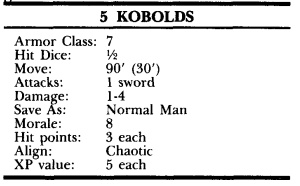 5 KOBOLDS
Armor Class: 7
Hit Dice: ½
Move: 90' (30')
Attacks: 1 sword
Damage: 1-4
Save As: Normal Man
Morale: 8
Hit points: 3 each
Align: Chaotic
XP value: 5 each